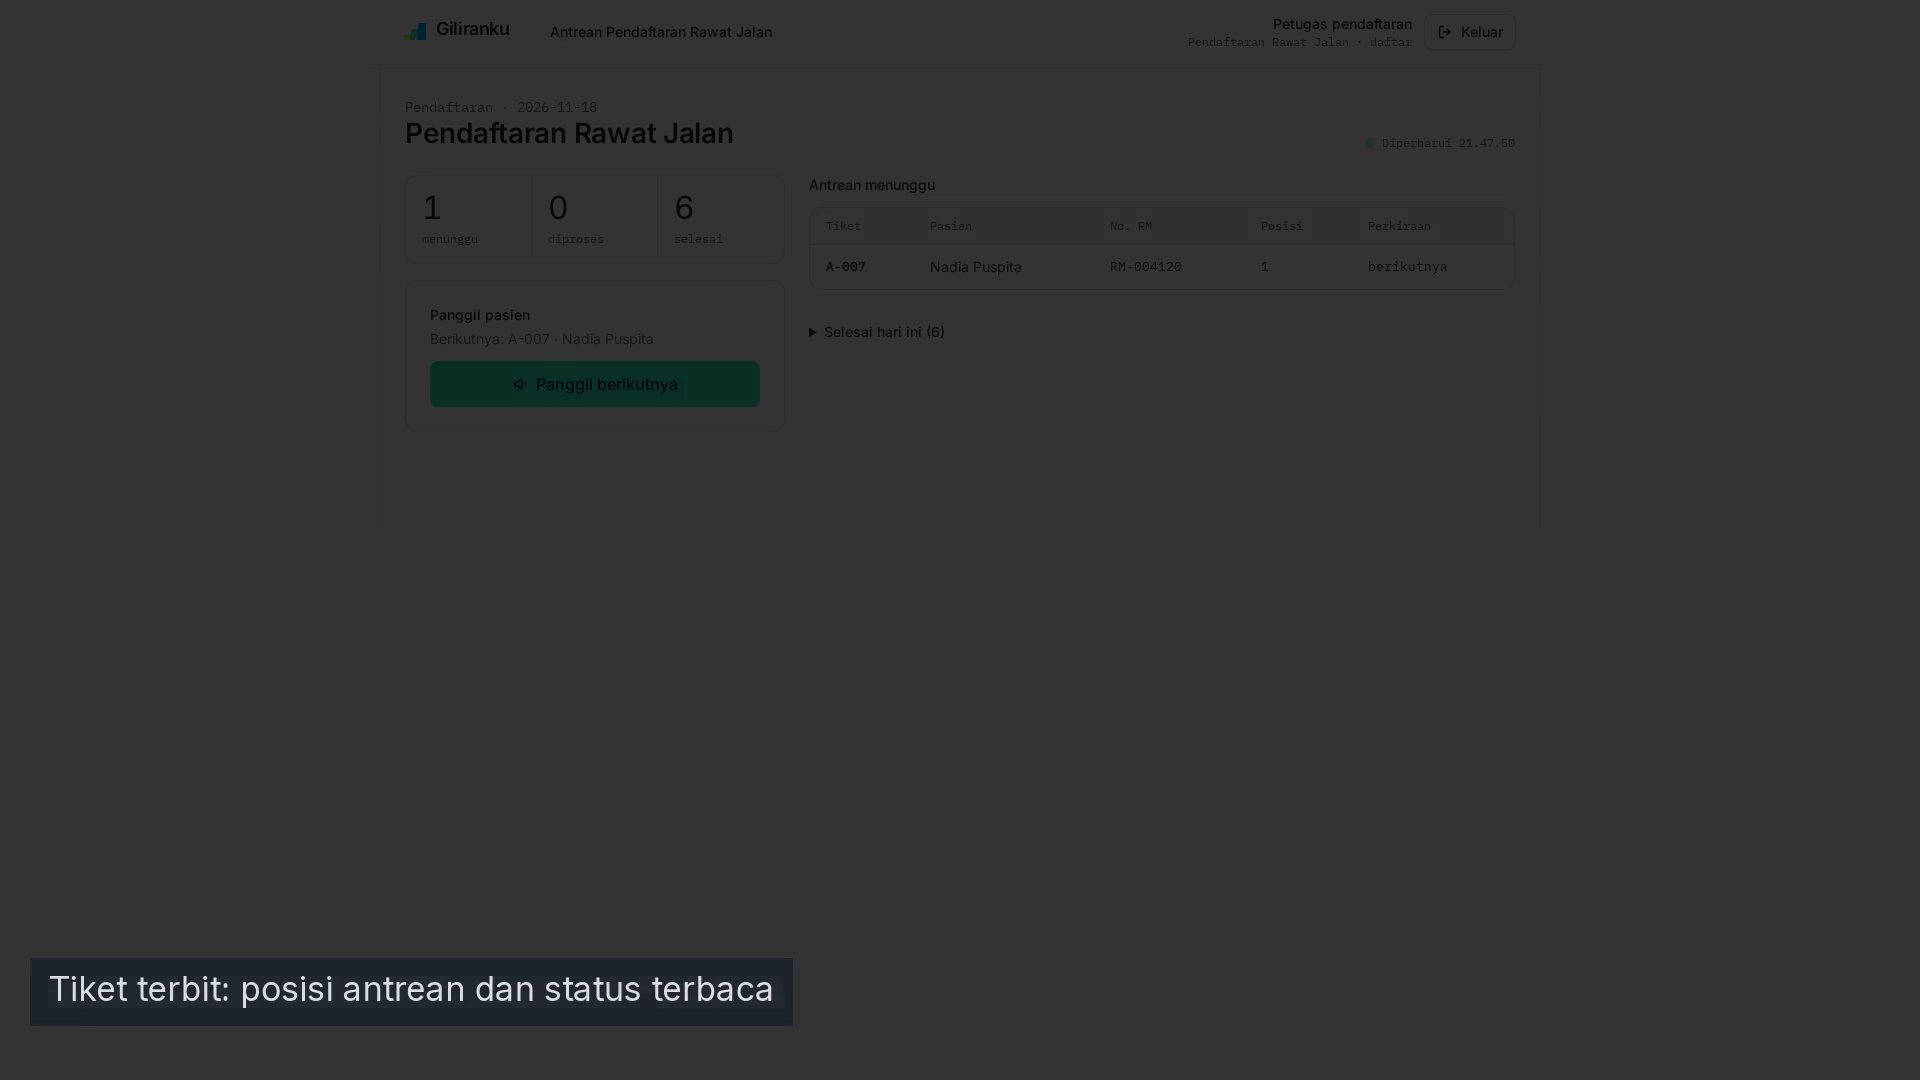 Giliranku
Antrean Pendaftaran Rawat Jalan
Petugas pendaftaran
Pendaftaran Rawat Jalan · daftar
Keluar
Pendaftaran · 2026-11-18
Pendaftaran Rawat Jalan
Diperbarui 21.47.50
1 0 6
menunggu diproses selesai
Panggil pasien
Berikutnya: A-007 · Nadia Puspita
Panggil berikutnya
Antrean menunggu
Tiket Pasien No. RM Posisi Perkiraan
A-007 Nadia Puspita RM-004120 1 berikutnya
Selesai hari ini (6)
Tiket terbit: posisi antrean dan status terbaca